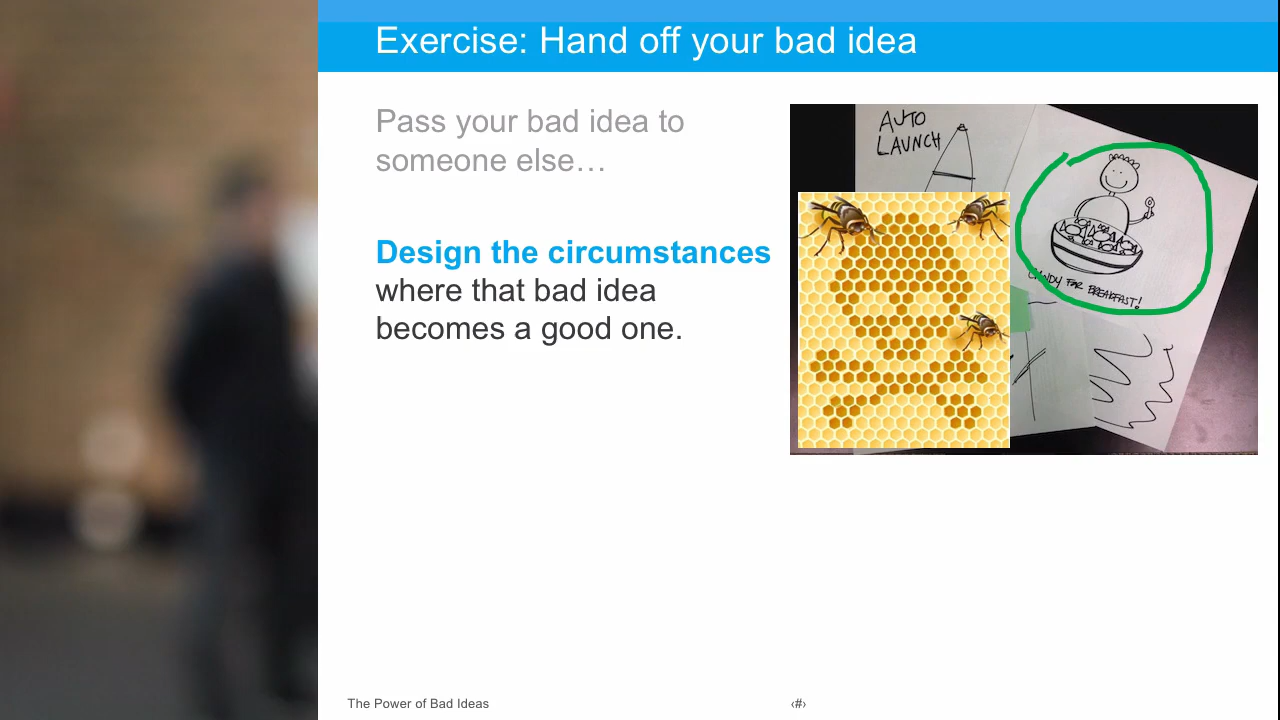 Exercise: Hand off your bad idea
Pass your bad idea to
someone else…
Design the circumstances
where that bad idea
becomes a good one.
AUTO
LAUNCH
CANDY FOR BREAKFAST!
The Power of Bad Ideas
‹#›